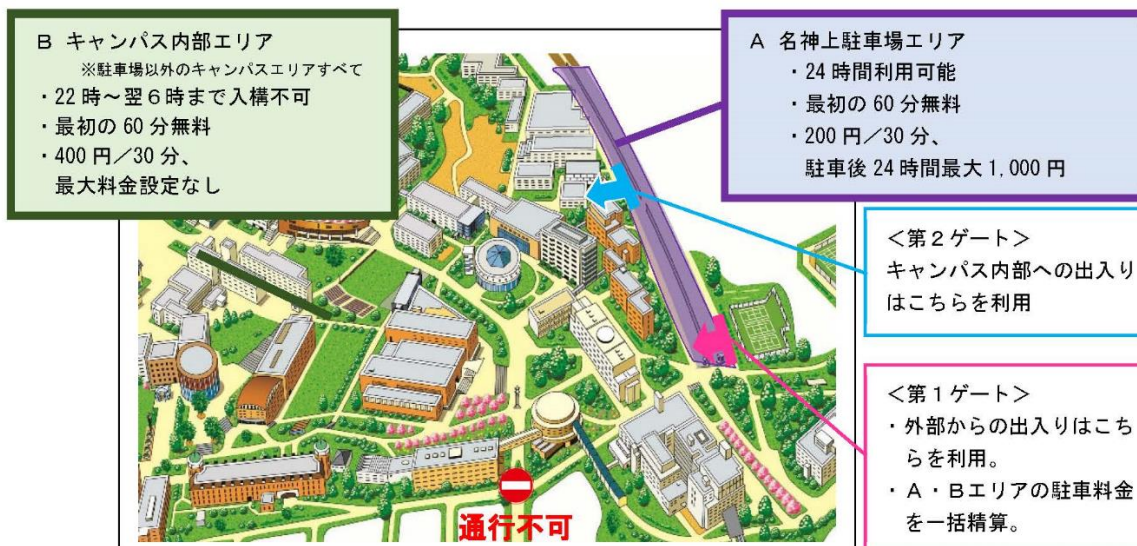 B キャンパス内部エリア
※駐車場以外のキャンパスエリアすべて
・22時~翌6時まで入構不可
・最初の60分無料
・400円/30分、
最大料金設定なし
A 名神上駐車場エリア
・24時間利用可能
・最初の60分無料
・200円/30分、
駐車後24時間最大1,000円
<第2ゲート>
キャンパス内部への出入り
はこちらを利用
<第1ゲート>
・外部からの出入りはこち
らを利用。
・A・Bエリアの駐車料金
を一括精算。
通行不可